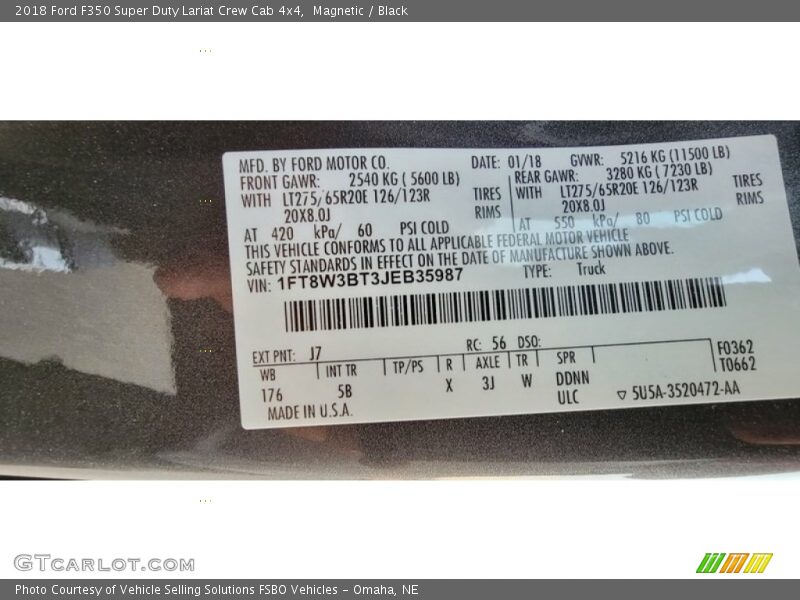 2018 Ford F350 Super Duty Lariat Crew Cab 4x4, Magnetic / Black
MFD. BY FORD MOTOR CO. DATE: 01/18 GVWR: 5216 KG (11500 LB)
FRONT GAWR: 2540 KG ( 5600 LB) REAR GAWR: 3280 KG ( 7230 LB)
WITH LT275/65R20E 126/123R TIRES WITH LT275/65R20E 126/123R TIRES
20X8.0J RIMS 20X8.0J RIMS
AT 420 kPa/ 60 PSI COLD AT 550 kPa/ 80 PSI COLD
THIS VEHICLE CONFORMS TO ALL APPLICABLE FEDERAL MOTOR VEHICLE
SAFETY STANDARDS IN EFFECT ON THE DATE OF MANUFACTURE SHOWN ABOVE.
VIN: 1FT8W3BT3JEB35987 TYPE: Truck
EXT PNT: J7 RC: 56 DSO: F0362
WB INT TR TP/PS R AXLE TR SPR T0662
176 5B X 3J W DDNN
ULC 5U5A-3520472-AA
MADE IN U.S.A.
GTCarLot.com
Photo Courtesy of Vehicle Selling Solutions FSBO Vehicles - Omaha, NE